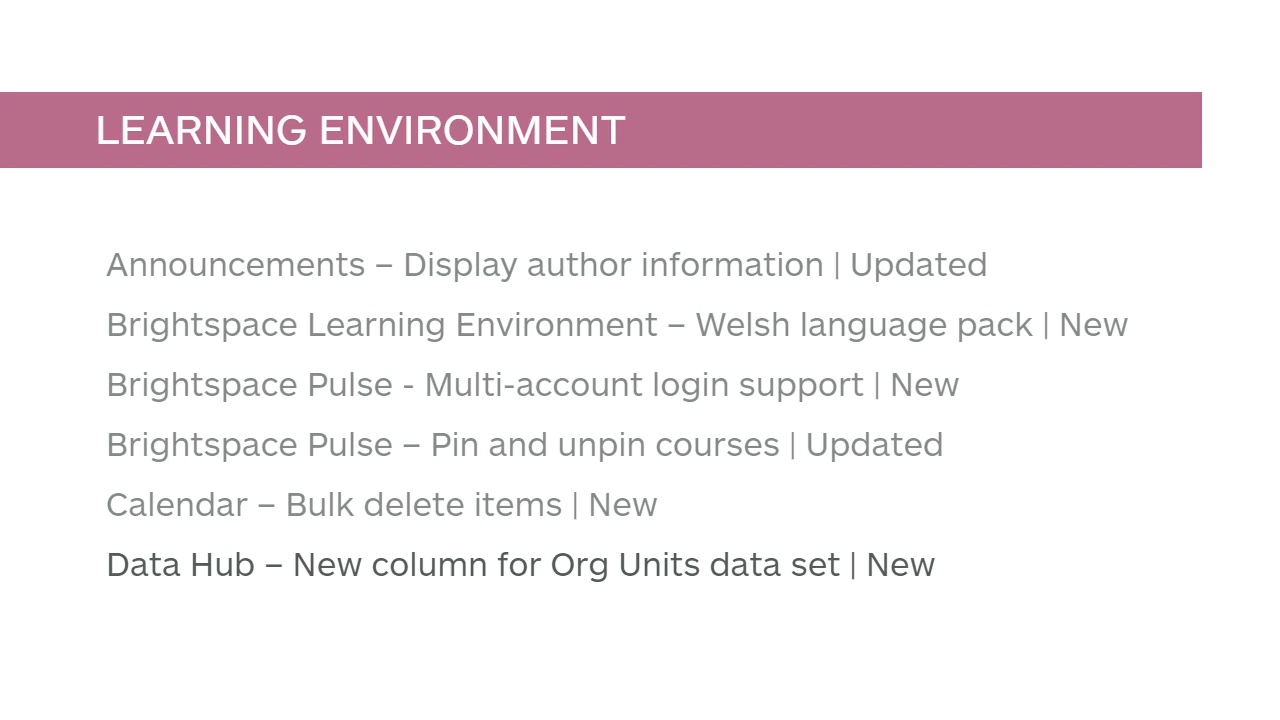 LEARNING ENVIRONMENT
Announcements – Display author information | Updated
Brightspace Learning Environment – Welsh language pack | New
Brightspace Pulse - Multi-account login support | New
Brightspace Pulse – Pin and unpin courses | Updated
Calendar – Bulk delete items | New
Data Hub – New column for Org Units data set | New